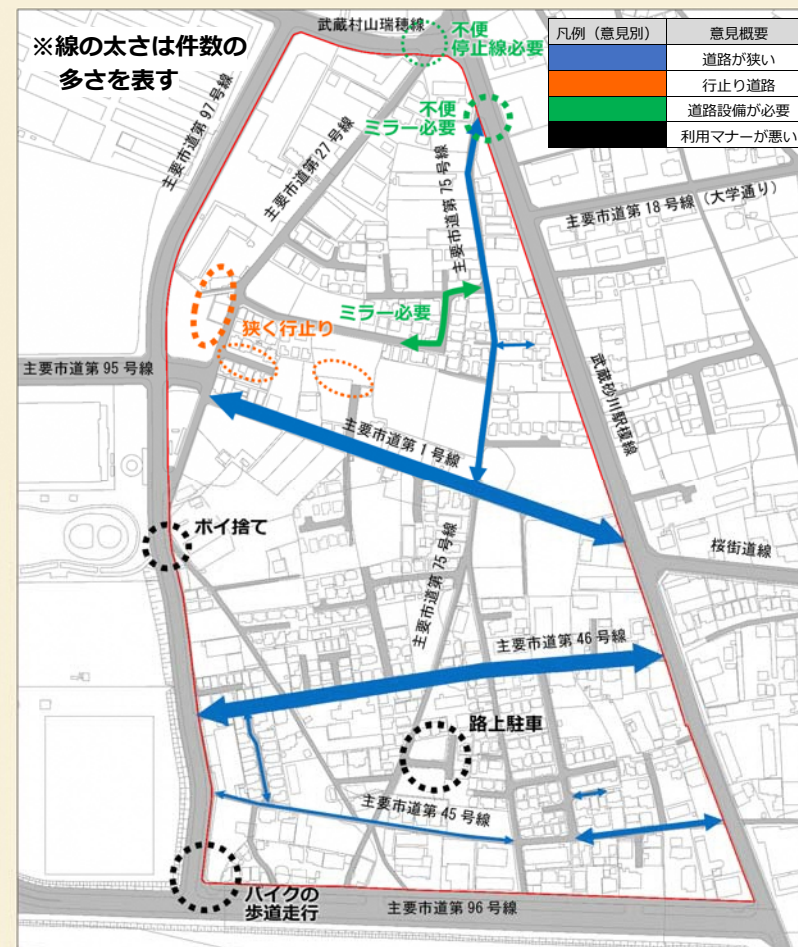 ※線の太さは件数の
多さを表す
武蔵村山瑞穂線
不便
停止線必要
凡例（意見別）
意見概要
道路が狭い
行止り道路
道路設備が必要
利用マナーが悪い
不便
ミラー必要
主要市道第97号線
主要市道第27号線
主要市道第75号線
主要市道第18号線（大学通り）
ミラー必要
狭く行止り
主要市道第95号線
主要市道第1号線
武蔵砂川駅榎線
ポイ捨て
桜街道線
主要市道第75号線
主要市道第46号線
路上駐車
主要市道第45号線
バイクの
歩道走行
主要市道第96号線